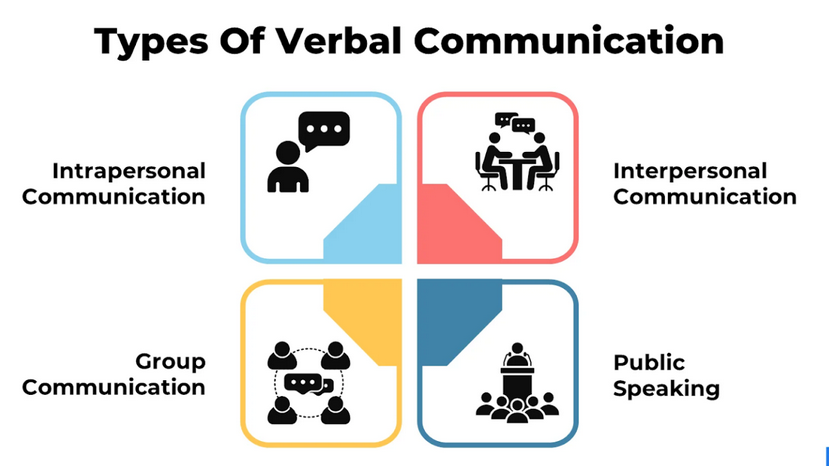 Types Of Verbal Communication
Intrapersonal
Communication
Interpersonal
Communication
Group
Communication
Public
Speaking